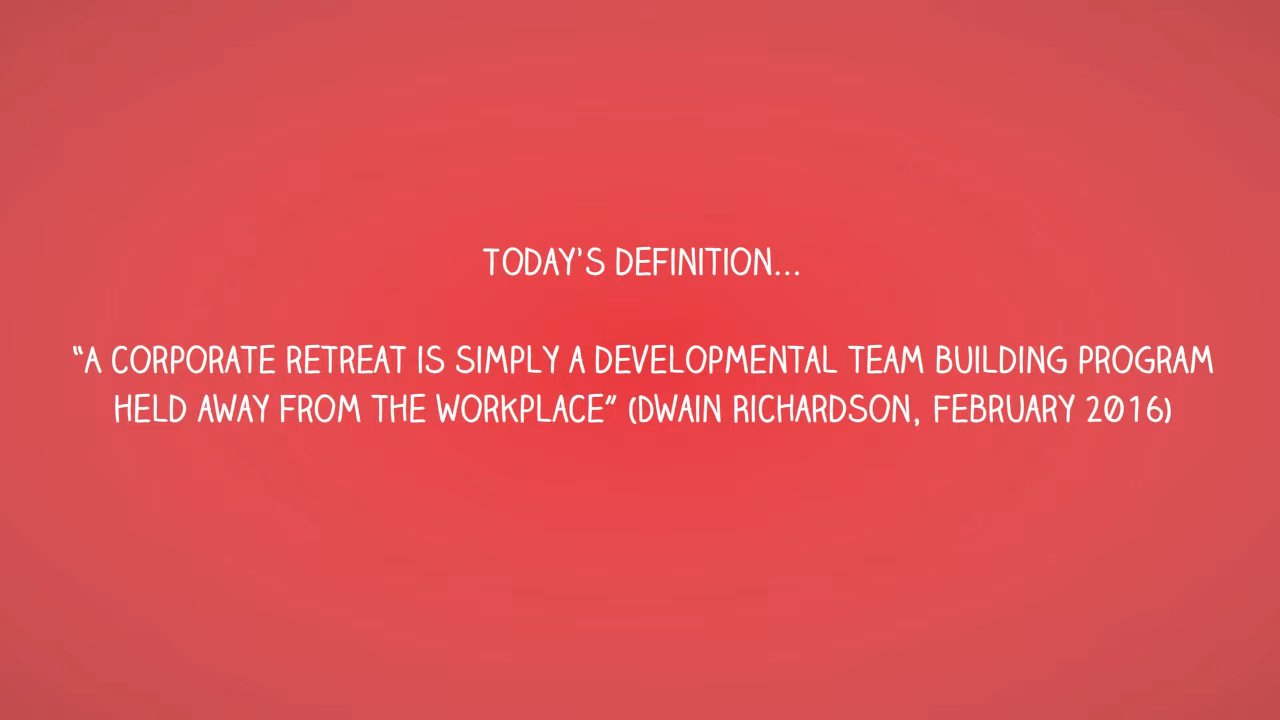 TODAY'S DEFINITION...
"A CORPORATE RETREAT IS SIMPLY A DEVELOPMENTAL TEAM BUILDING PROGRAM
HELD AWAY FROM THE WORKPLACE" (DWAIN RICHARDSON, FEBRUARY 2016)